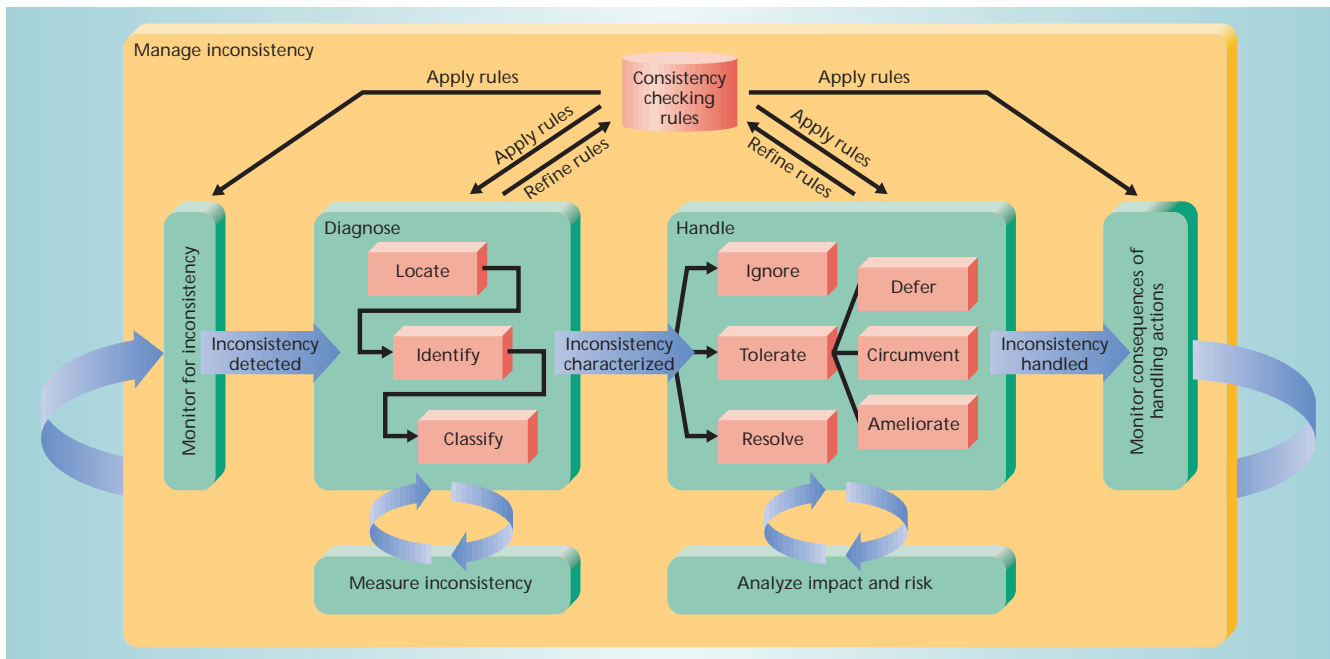 Manage inconsistency
Apply rules
Consistency
checking
rules
Apply rules
Apply rules
Refine rules
Apply rules
Refine rules
Monitor for inconsistency
Inconsistency
detected
Diagnose
Locate
Identify
Classify
Inconsistency
characterized
Handle
Ignore
Tolerate
Resolve
Defer
Circumvent
Ameliorate
Inconsistency
handled
Monitor consequences of
handling actions
Measure inconsistency
Analyze impact and risk